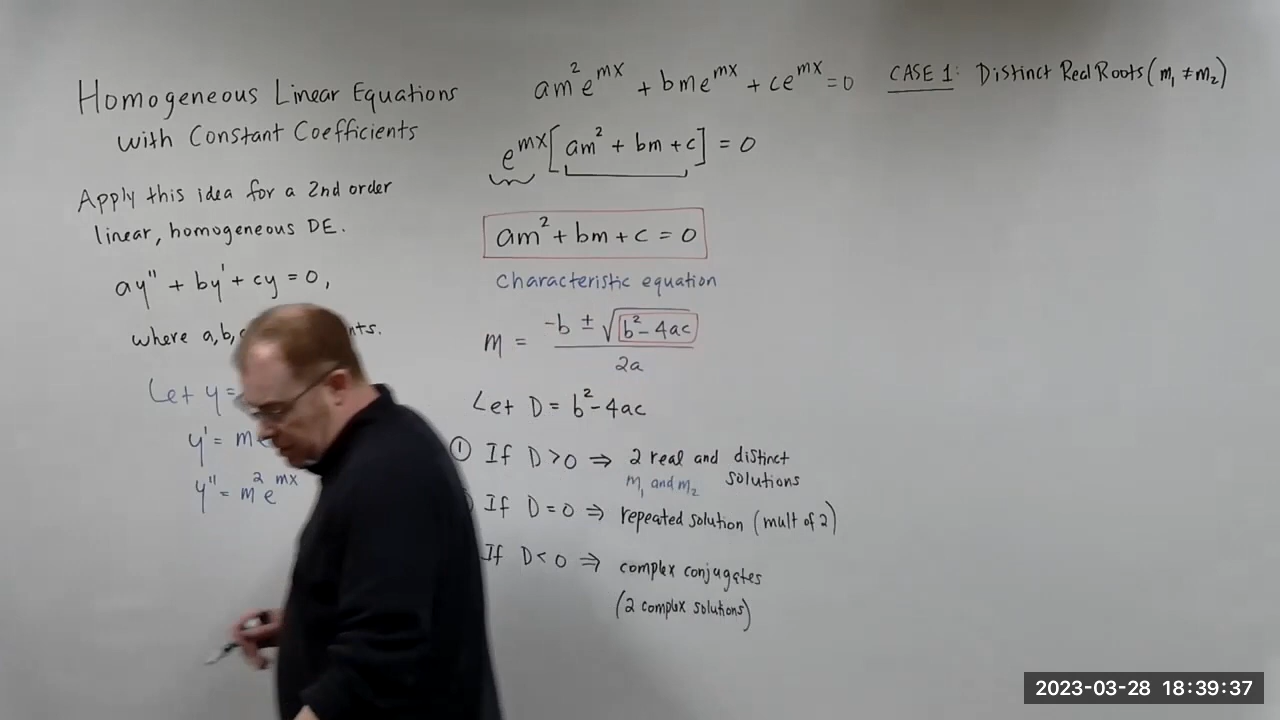 Homogeneous Linear Equations
with Constant Coefficients
Apply this idea for a 2nd order
linear, homogeneous DE.
ay'' + by' + cy = 0,
where a,b,
Let y =
y' = m
y'' = m²e^{mx}
am²e^{mx} + bme^{mx} + ce^{mx} = 0
e^{mx}[am² + bm + c] = 0
am² + bm + c = 0
Characteristic equation
m = \frac{-b ± √(b² - 4ac)}{2a}
Let D = b² - 4ac
① If D > 0 ⇒ 2 real and distinct
m₁ and m₂ solutions
If D = 0 ⇒ repeated solution (mult of 2)
If D < 0 ⇒ complex conjugates
(2 complex solutions)
CASE 1: Distinct Real Roots (m₁ ≠ m₂)
2023-03-28 18:39:37